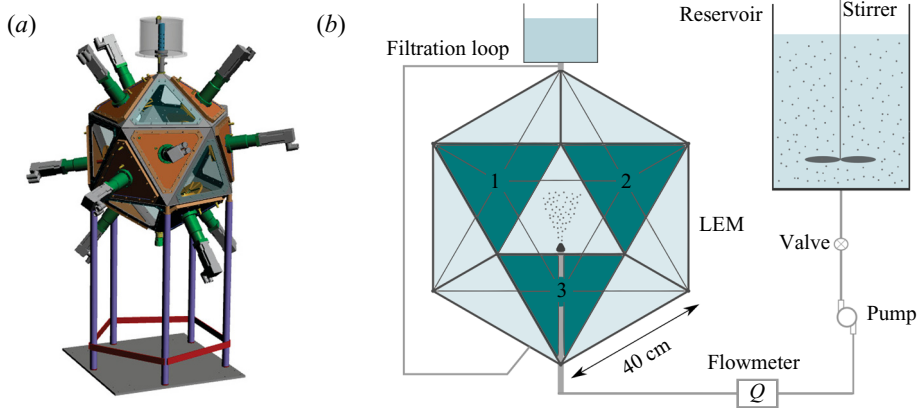 (a)
(b)
Reservoir
Stirrer
Filtration loop
1
2
LEM
Valve
3
Pump
40 cm
Flowmeter
Q